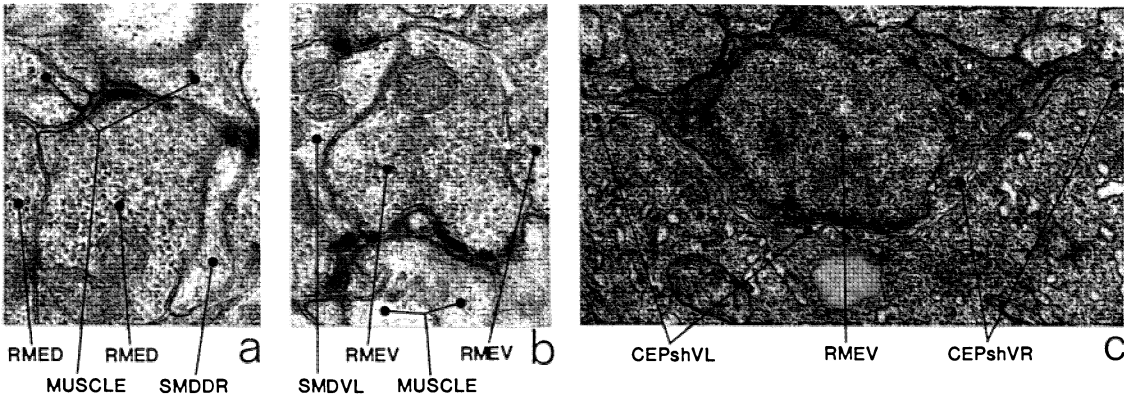 RMED RMED a
MUSCLE SMDDR
RMEV RMEV b
SMDVL MUSCLE
CEPshVL RMEV CEPshVR c